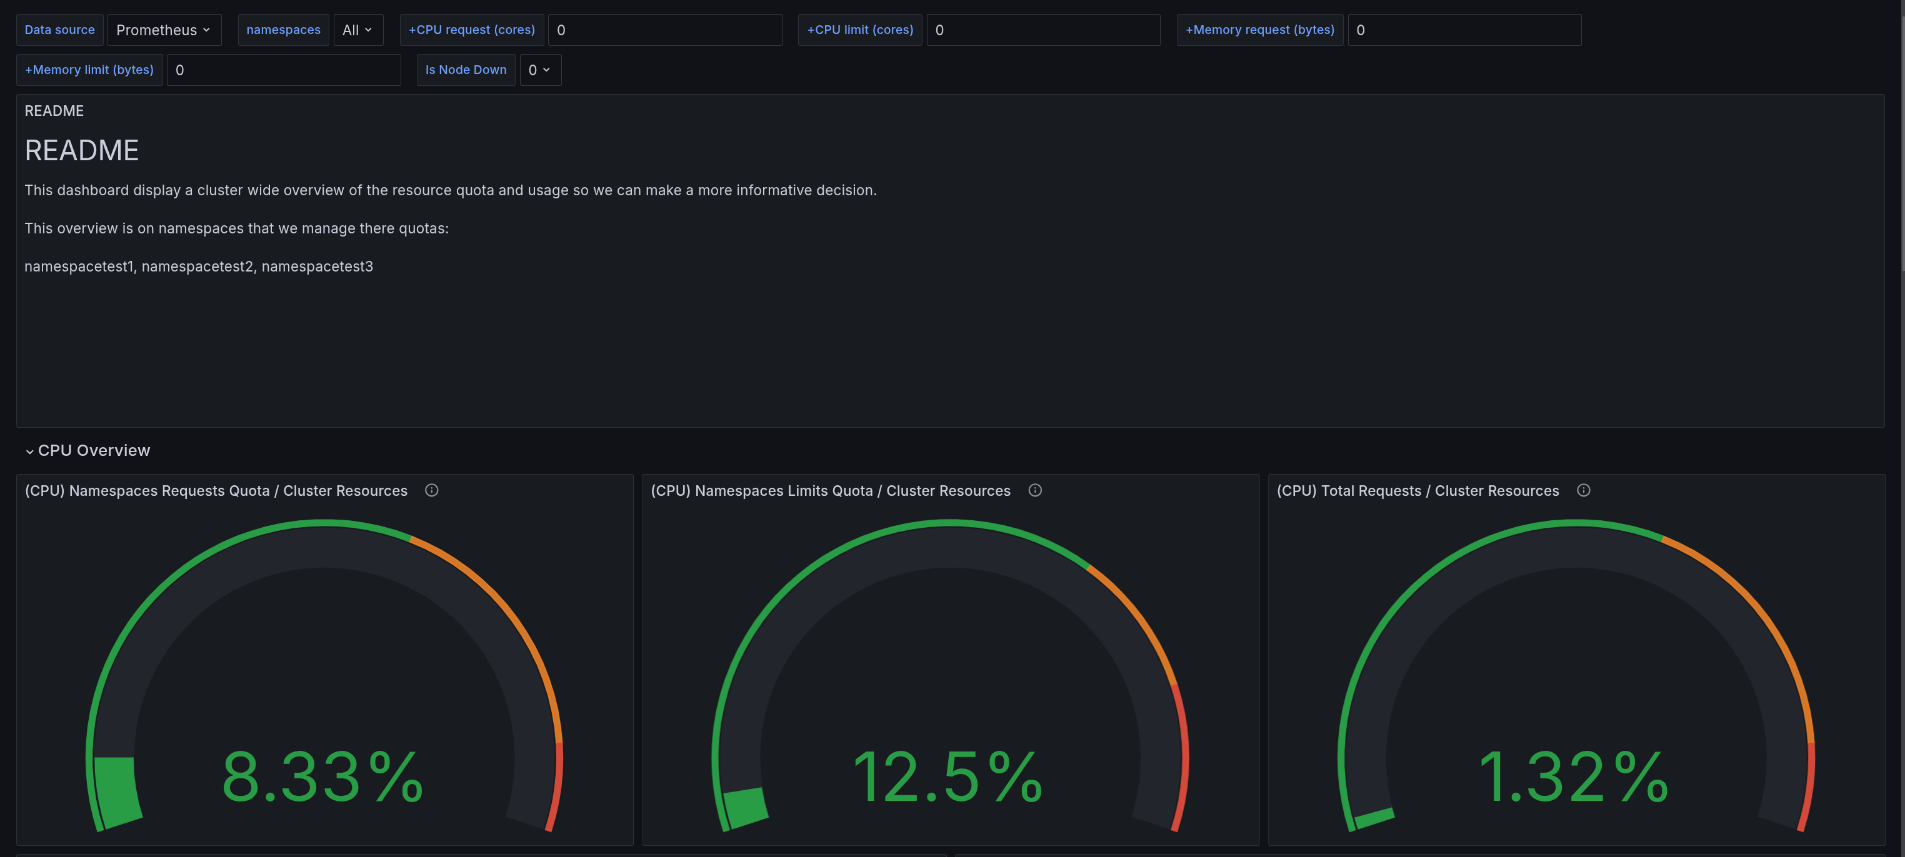 Data source Prometheus namespaces All +CPU request (cores) 0 +CPU limit (cores) 0 +Memory request (bytes) 0
+Memory limit (bytes) 0 Is Node Down 0
README
README
This dashboard display a cluster wide overview of the resource quota and usage so we can make a more informative decision.
This overview is on namespaces that we manage there quotas:
namespacetest1, namespacetest2, namespacetest3
CPU Overview
(CPU) Namespaces Requests Quota / Cluster Resources
8.33%
(CPU) Namespaces Limits Quota / Cluster Resources
12.5%
(CPU) Total Requests / Cluster Resources
1.32%